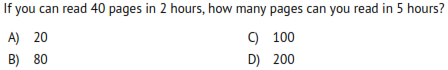 If you can read 40 pages in 2 hours, how many pages can you read in 5 hours?
A) 20 C) 100
B) 80 D) 200